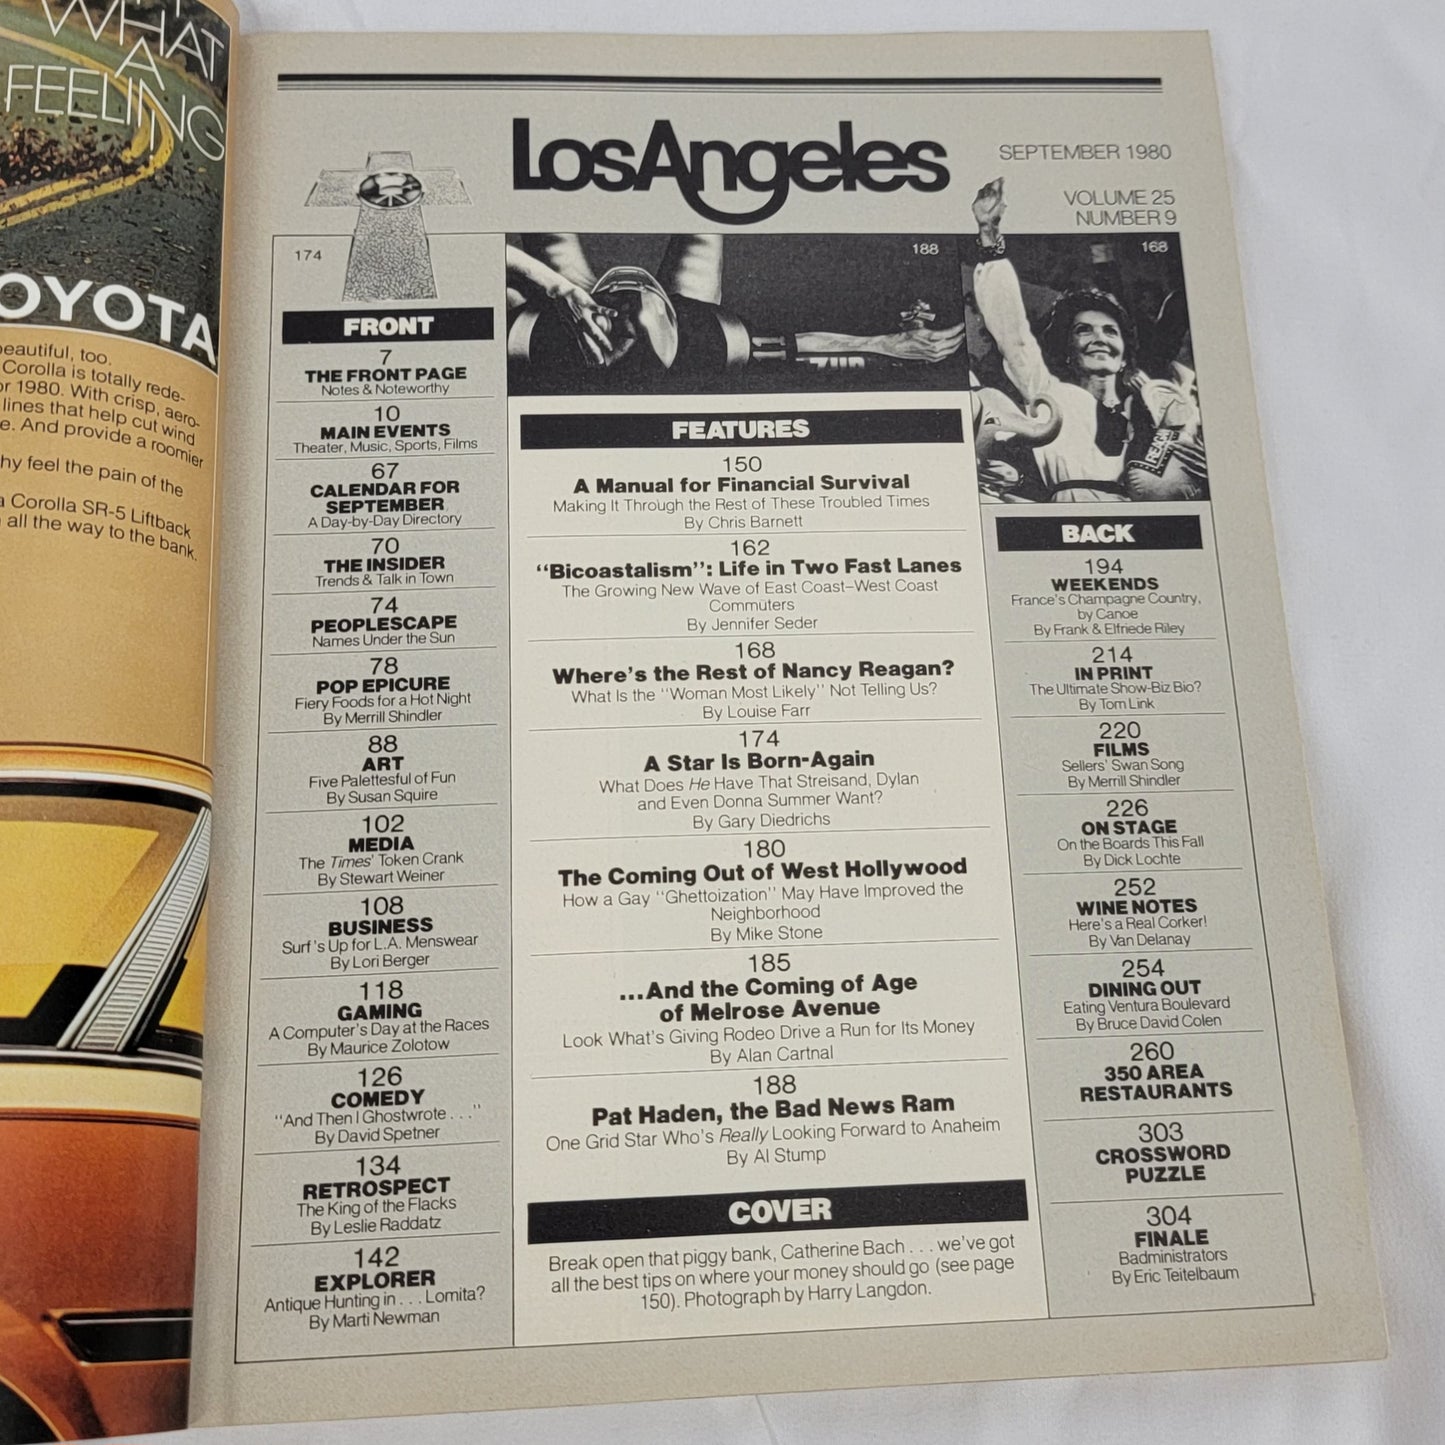 WHAT
A
FEELING
OYOTA
beautiful, too.
Corolla is totally rede-
or 1980. With crisp, aero-
lines that help cut wind
e. And provide a roomier
hy feel the pain of the
a Corolla SR-5 Liftback
all the way to the bank.
LosAngeles
SEPTEMBER 1980
VOLUME 25
NUMBER 9
174
188
168
FRONT
7
THE FRONT PAGE
Notes & Noteworthy
10
MAIN EVENTS
Theater, Music, Sports, Films
67
CALENDAR FOR
SEPTEMBER
A Day-by-Day Directory
70
THE INSIDER
Trends & Talk in Town
74
PEOPLESCAPE
Names Under the Sun
78
POP EPICURE
Fiery Foods for a Hot Night
By Merrill Shindler
88
ART
Five Palettesful of Fun
By Susan Squire
102
MEDIA
The Times' Token Crank
By Stewart Weiner
108
BUSINESS
Surf's Up for L.A. Menswear
By Lori Berger
118
GAMING
A Computer's Day at the Races
By Maurice Zolotow
126
COMEDY
"And Then I Ghostwrote . . ."
By David Spetner
134
RETROSPECT
The King of the Flacks
By Leslie Raddatz
142
EXPLORER
Antique Hunting in . . . Lomita?
By Marti Newman
FEATURES
150
A Manual for Financial Survival
Making It Through the Rest of These Troubled Times
By Chris Barnett
162
"Bicoastalism": Life in Two Fast Lanes
The Growing New Wave of East Coast–West Coast
Commuters
By Jennifer Seder
168
Where's the Rest of Nancy Reagan?
What Is the "Woman Most Likely" Not Telling Us?
By Louise Farr
174
A Star Is Born-Again
What Does He Have That Streisand, Dylan
and Even Donna Summer Want?
By Gary Diedrichs
180
The Coming Out of West Hollywood
How a Gay "Ghettoization" May Have Improved the
Neighborhood
By Mike Stone
185
...And the Coming of Age
of Melrose Avenue
Look What's Giving Rodeo Drive a Run for Its Money
By Alan Cartnal
188
Pat Haden, the Bad News Ram
One Grid Star Who's Really Looking Forward to Anaheim
By Al Stump
COVER
Break open that piggy bank, Catherine Bach . . . we've got
all the best tips on where your money should go (see page
150). Photograph by Harry Langdon.
BACK
194
WEEKENDS
France's Champagne Country,
by Canoe
By Frank & Elfriede Riley
214
IN PRINT
The Ultimate Show-Biz Bio?
By Tom Link
220
FILMS
Sellers' Swan Song
By Merrill Shindler
226
ON STAGE
On the Boards This Fall
By Dick Lochte
252
WINE NOTES
Here's a Real Corker!
By Van Delanay
254
DINING OUT
Eating Ventura Boulevard
By Bruce David Colen
260
350 AREA
RESTAURANTS
303
CROSSWORD
PUZZLE
304
FINALE
Badministrators
By Eric Teitelbaum